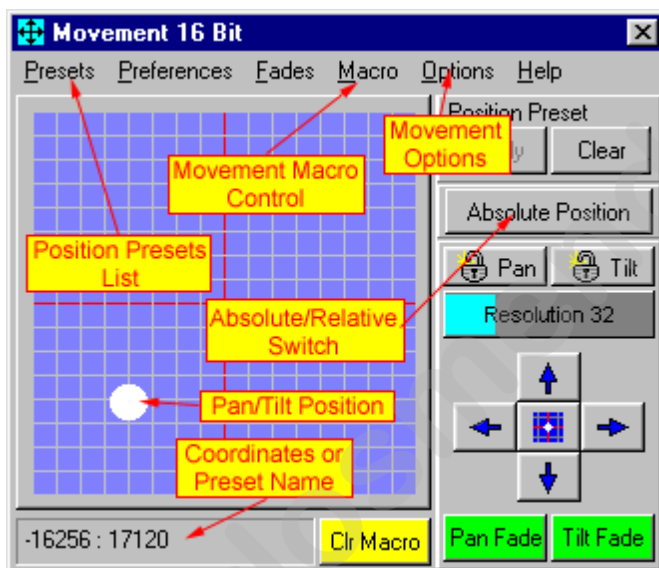 Movement 16 Bit
Presets Preferences Fades Macro Options Help
Position Preset
Clear
Movement
Options
Movement Macro
Control
Absolute Position
Position Presets
List
Pan Tilt
Absolute/Relative
Switch
Resolution 32
Pan/Tilt Position
Coordinates or
Preset Name
-16256 : 17120
Clr Macro
Pan Fade Tilt Fade